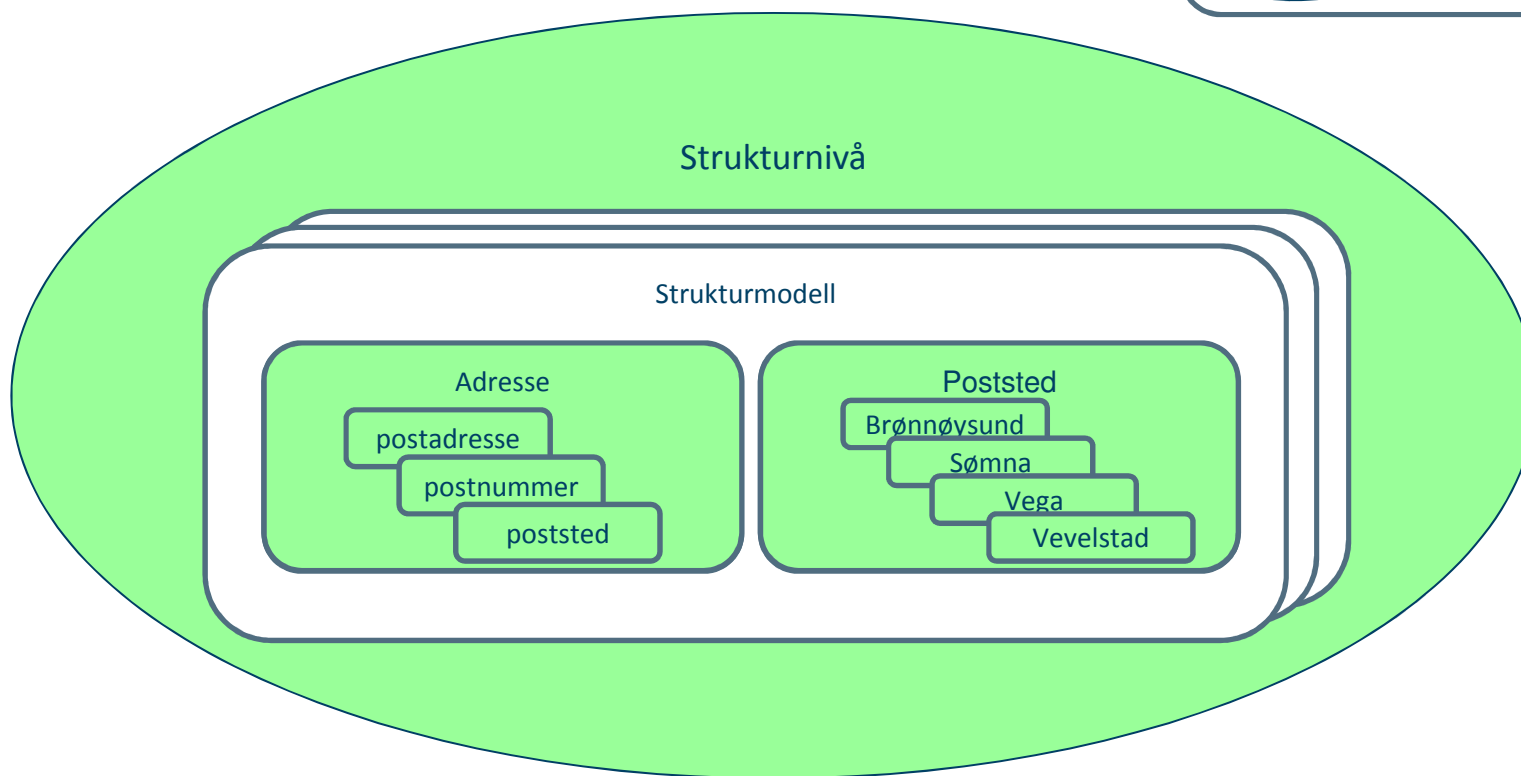 Strukturnivå
Strukturmodell
Adresse
postadresse
postnummer
poststed
Poststed
Brønnøysund
Sømna
Vega
Vevelstad